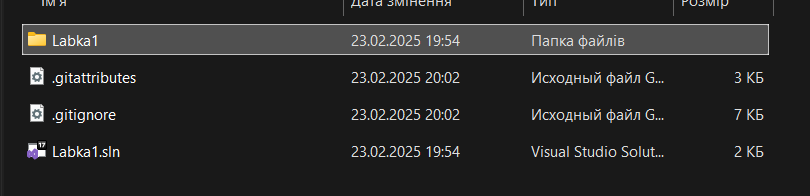 Ім'я Дата змінення Тип Розмір
Labka1 23.02.2025 19:54 Папка файлів
.gitattributes 23.02.2025 20:02 Исходный файл G... 3 КБ
.gitignore 23.02.2025 20:02 Исходный файл G... 7 КБ
Labka1.sln 23.02.2025 19:54 Visual Studio Solut... 2 КБ